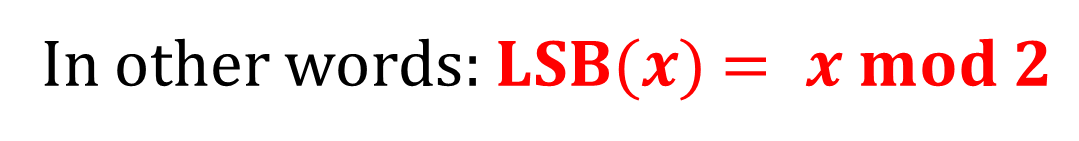 In other words: LSB(x) = x mod 2